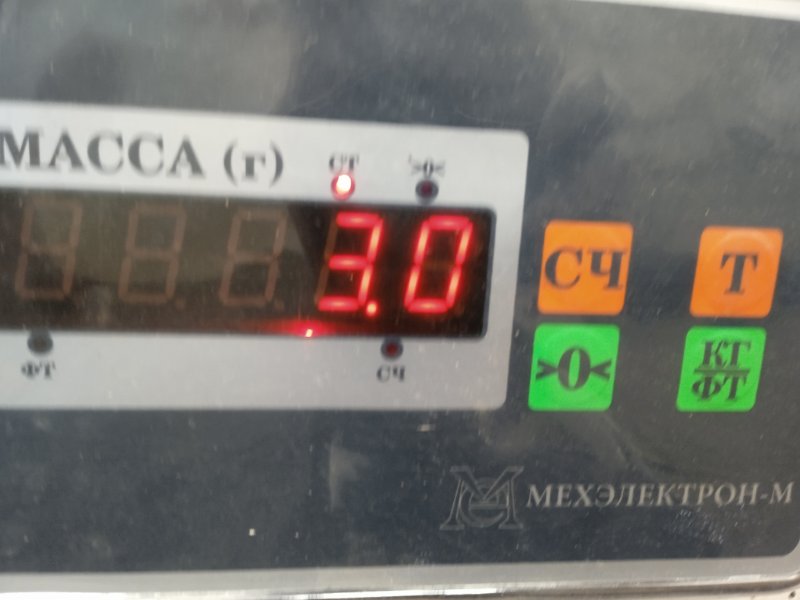 МАССА (г)
СТ >0<
3.0
ФТ СЧ
СЧ Т
>0< КГ
ФТ
МЕХЭЛЕКТРОН-М